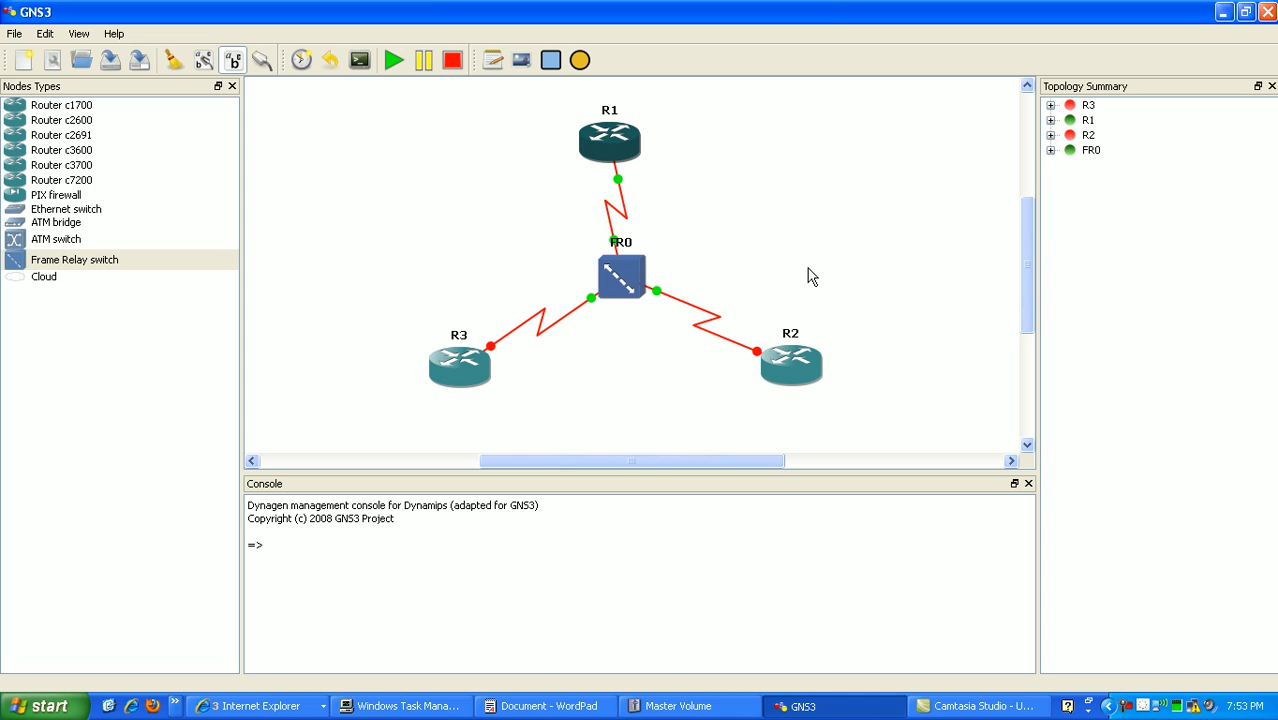 GNS3
File Edit View Help
Nodes Types
Router c1700
Router c2600
Router c2691
Router c3600
Router c3700
Router c7200
PIX firewall
Ethernet switch
ATM bridge
ATM switch
Frame Relay switch
Cloud
R1
FR0
R3
R2
Console
Dynagen management console for Dynamips (adapted for GNS3)
Copyright (c) 2008 GNS3 Project
=>
Topology Summary
R3
R1
R2
FR0
start
3 Internet Explorer
Windows Task Mana...
Document - WordPad
Master Volume
GNS3
Camtasia Studio - U...
7:53 PM